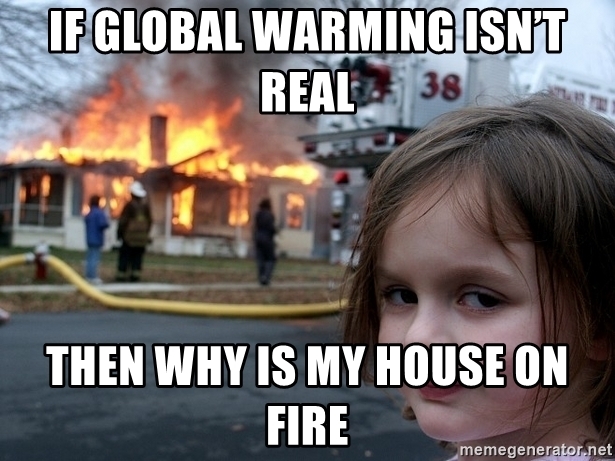 IF GLOBAL WARMING ISN'T
REAL
38
THEN WHY IS MY HOUSE ON
FIRE
memegenerator.net